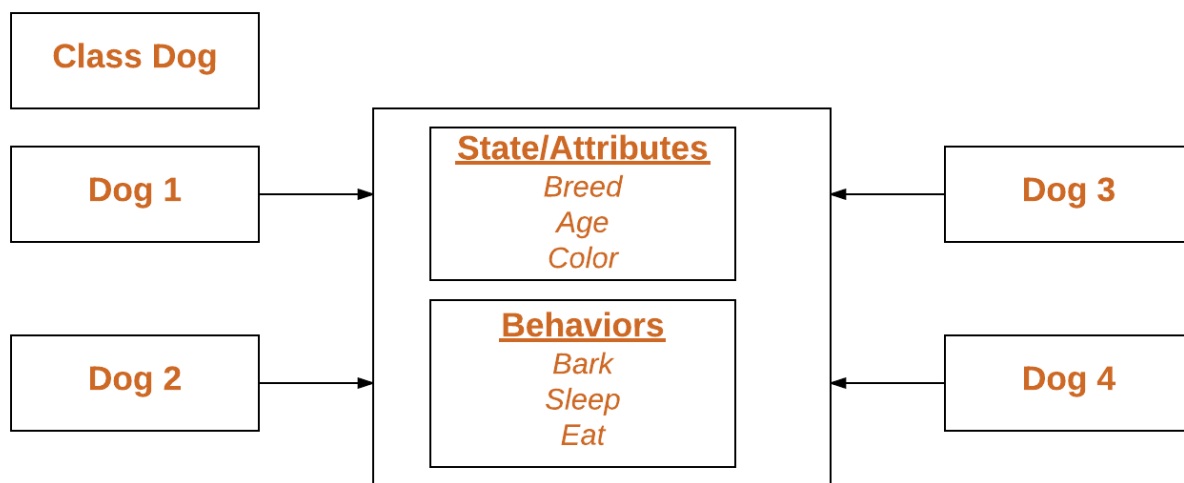 Class Dog
Dog 1
Dog 2
State/Attributes
Breed
Age
Color
Behaviors
Bark
Sleep
Eat
Dog 3
Dog 4